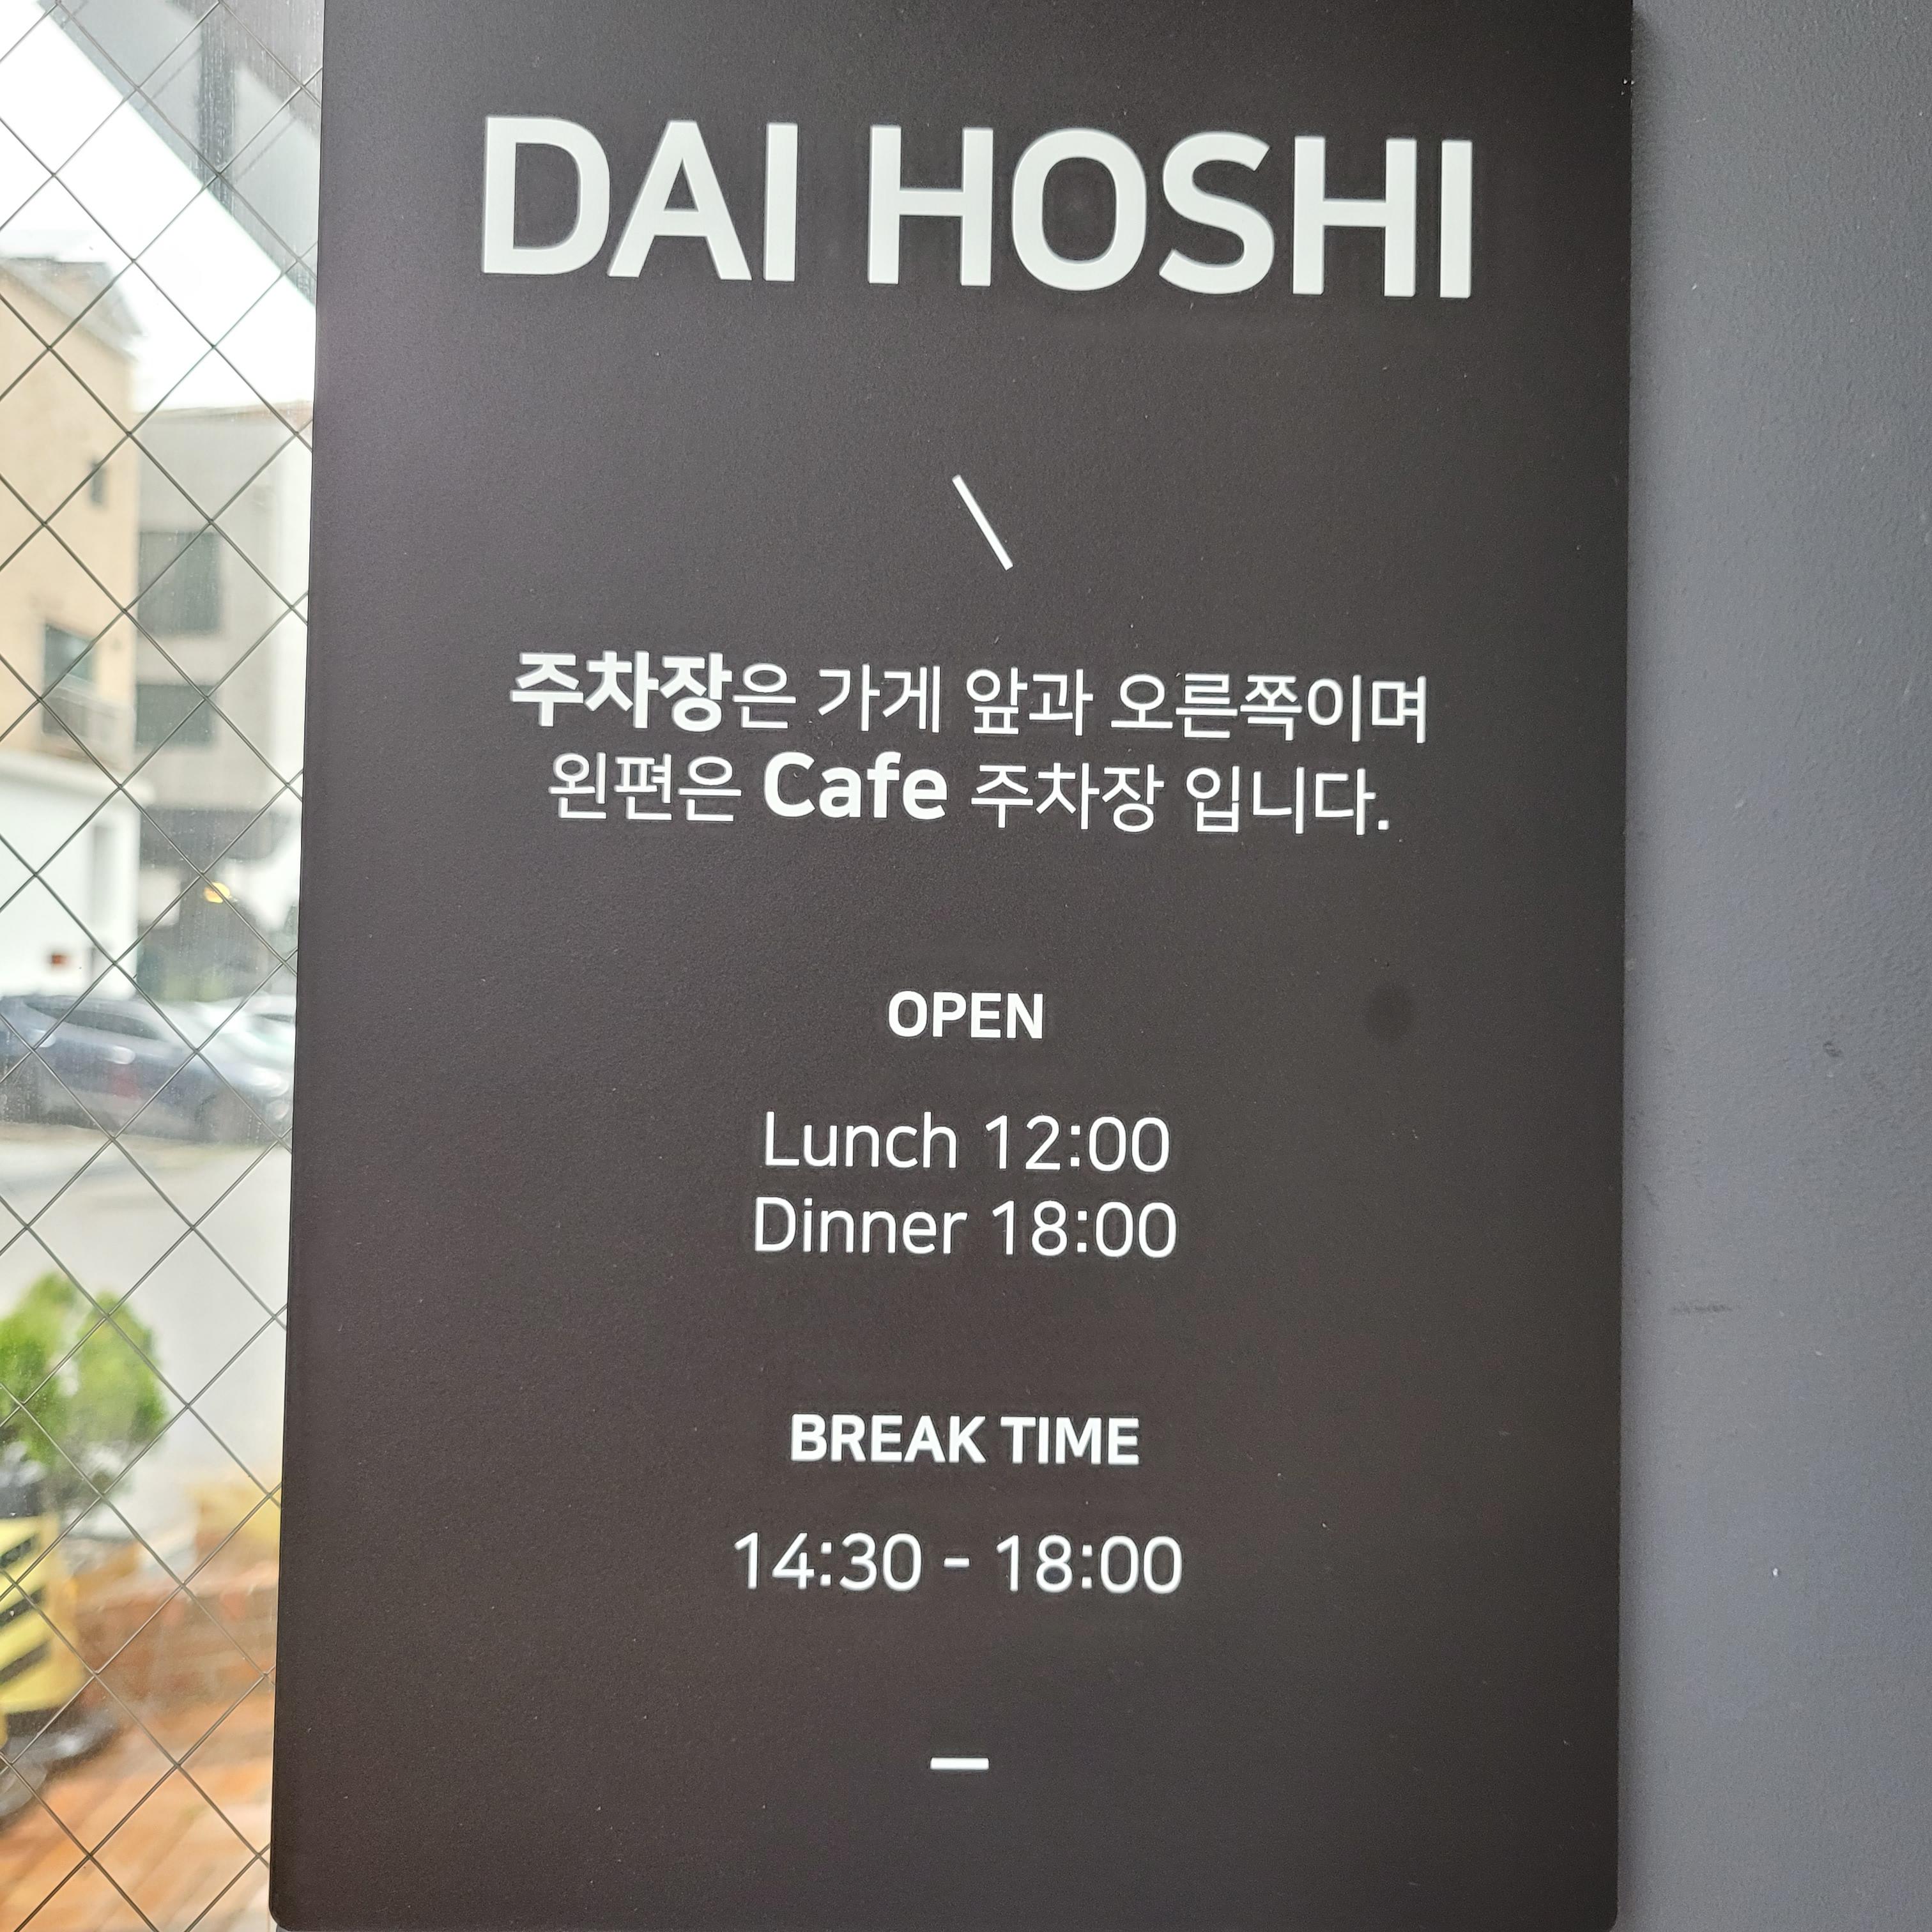 DAI HOSHI
\
주차장은 가게 앞과 오른쪽이며
왼편은 Cafe 주차장 입니다.
OPEN
Lunch 12:00
Dinner 18:00
BREAK TIME
14:30 - 18:00